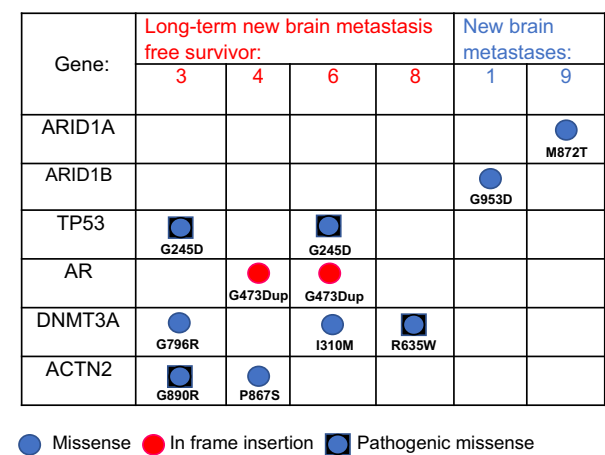 Gene:
Long-term new brain metastasis
free survivor:
New brain
metastases:
3 4 6 8 1 9
ARID1A
M872T
ARID1B
G953D
TP53
G245D G245D
AR
G473Dup G473Dup
DNMT3A
G796R I310M R635W
ACTN2
G890R P867S
Missense In frame insertion Pathogenic missense